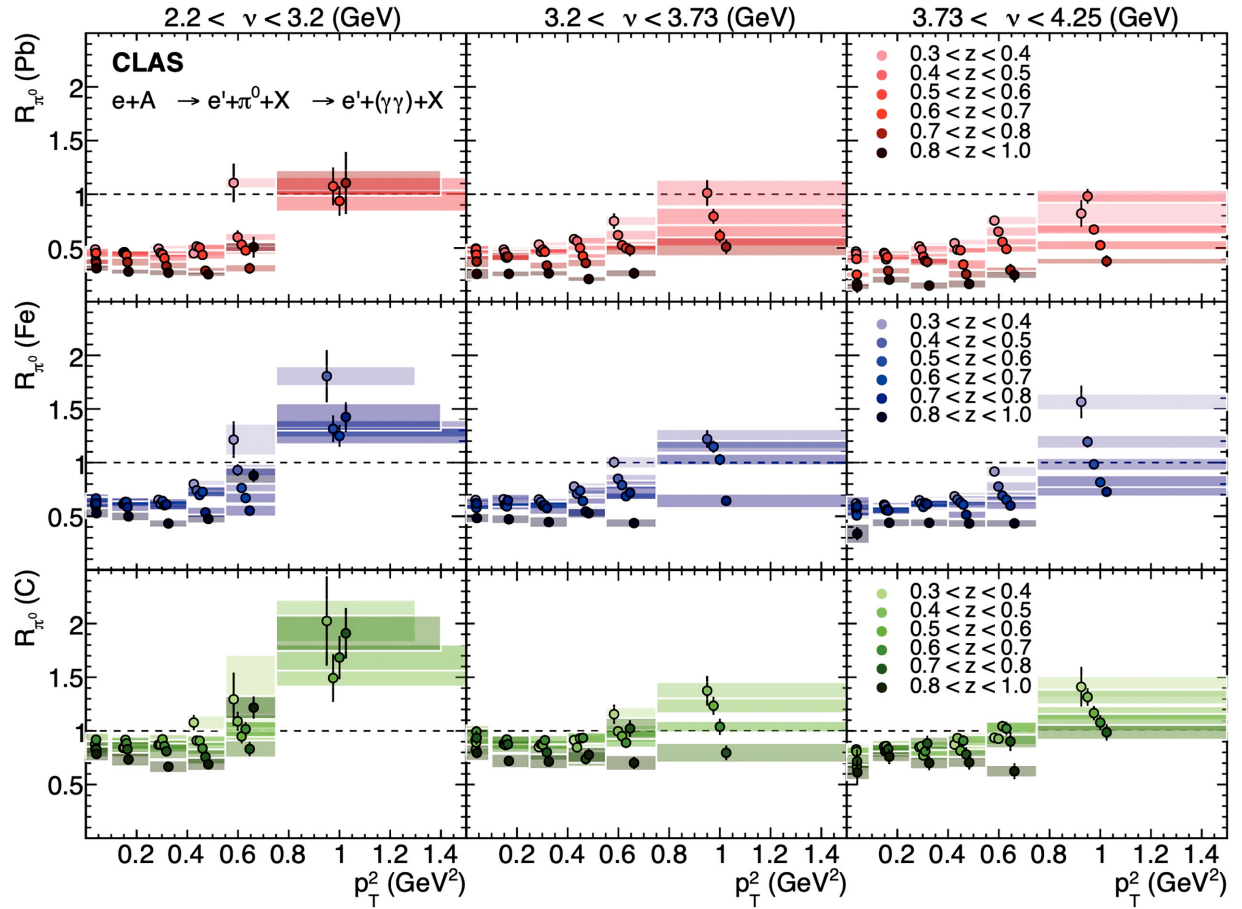 2.2 < ν < 3.2 (GeV) 3.2 < ν < 3.73 (GeV) 3.73 < ν < 4.25 (GeV)
R_π⁰ (Pb)
CLAS
e+A → e'+π⁰+X → e'+(γγ)+X
2
1.5
1
0.5
0.3 < z < 0.4
0.4 < z < 0.5
0.5 < z < 0.6
0.6 < z < 0.7
0.7 < z < 0.8
0.8 < z < 1.0
R_π⁰ (Fe)
2
1.5
1
0.5
0.3 < z < 0.4
0.4 < z < 0.5
0.5 < z < 0.6
0.6 < z < 0.7
0.7 < z < 0.8
0.8 < z < 1.0
R_π⁰ (C)
2
1.5
1
0.5
0.3 < z < 0.4
0.4 < z < 0.5
0.5 < z < 0.6
0.6 < z < 0.7
0.7 < z < 0.8
0.8 < z < 1.0
0.2 0.4 0.6 0.8 1 1.2 1.4 0.2 0.4 0.6 0.8 1 1.2 1.4 0.2 0.4 0.6 0.8 1 1.2 1.4
p_T² (GeV²) p_T² (GeV²) p_T² (GeV²)